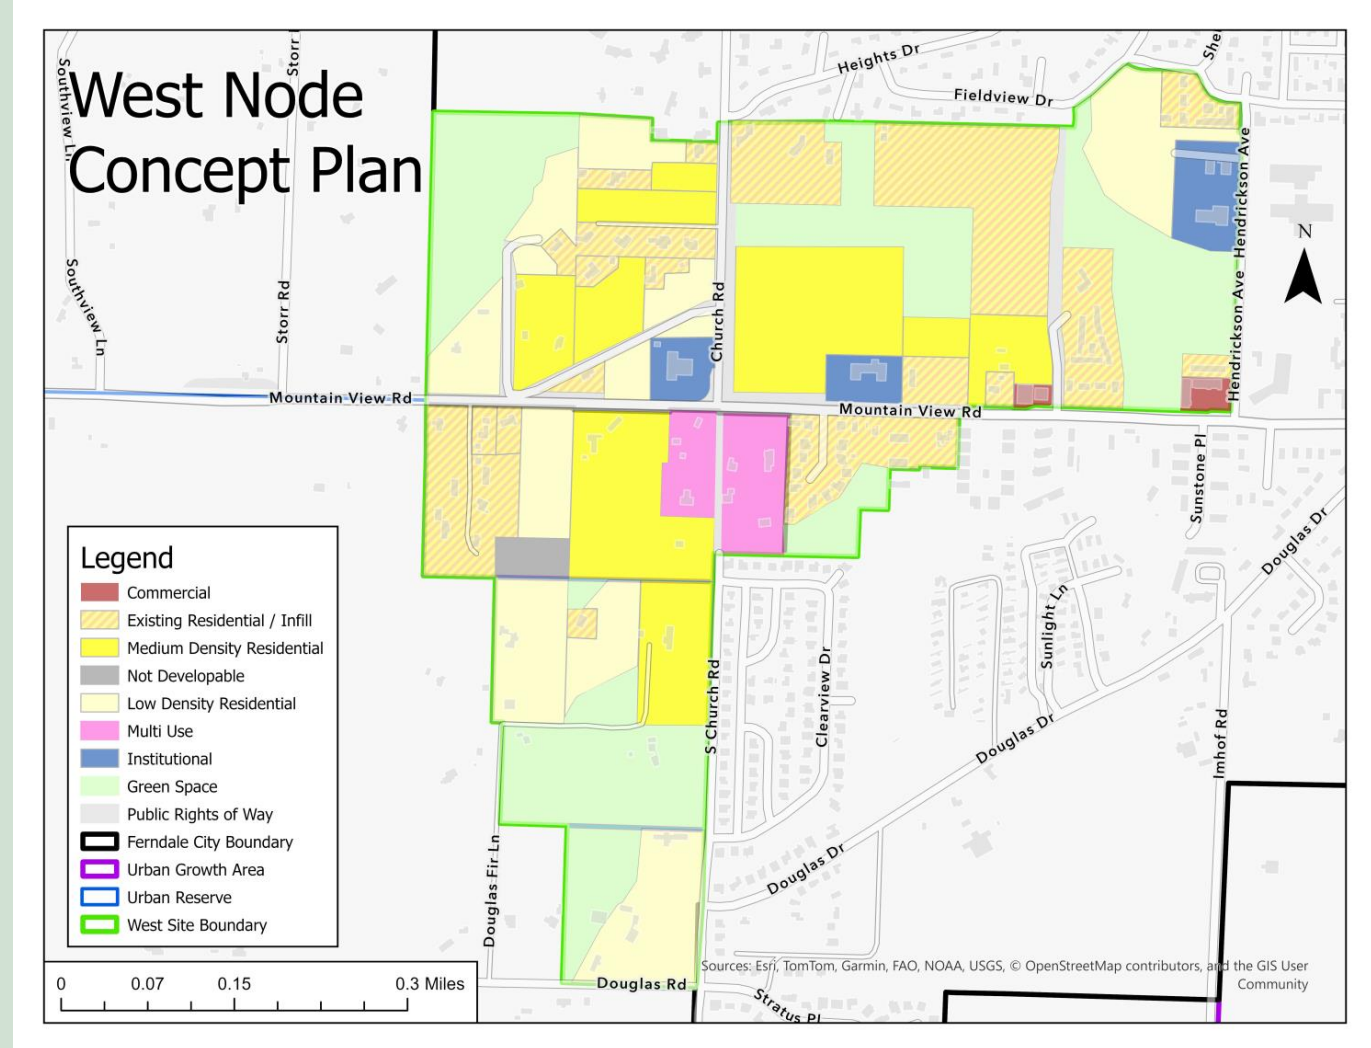 West Node
Concept Plan
Southview Ln
Storr
Heights Dr
She
Fieldview Dr
Hendrickson Ave
N
Southview Ln
Storr Rd
Church Rd
Hendrickson Ave
Mountain View Rd
Mountain View Rd
Sunstone Pl
Douglas Dr
Sunlight Ln
S Church Rd
Clearview Dr
Douglas Dr
Imhof Rd
Douglas Dr
Douglas Fir Ln
Douglas Rd
Stratus Pl
Legend
Commercial
Existing Residential / Infill
Medium Density Residential
Not Developable
Low Density Residential
Multi Use
Institutional
Green Space
Public Rights of Way
Ferndale City Boundary
Urban Growth Area
Urban Reserve
West Site Boundary
0 0.07 0.15 0.3 Miles
Sources: Esri, TomTom, Garmin, FAO, NOAA, USGS, © OpenStreetMap contributors, and the GIS User
Community